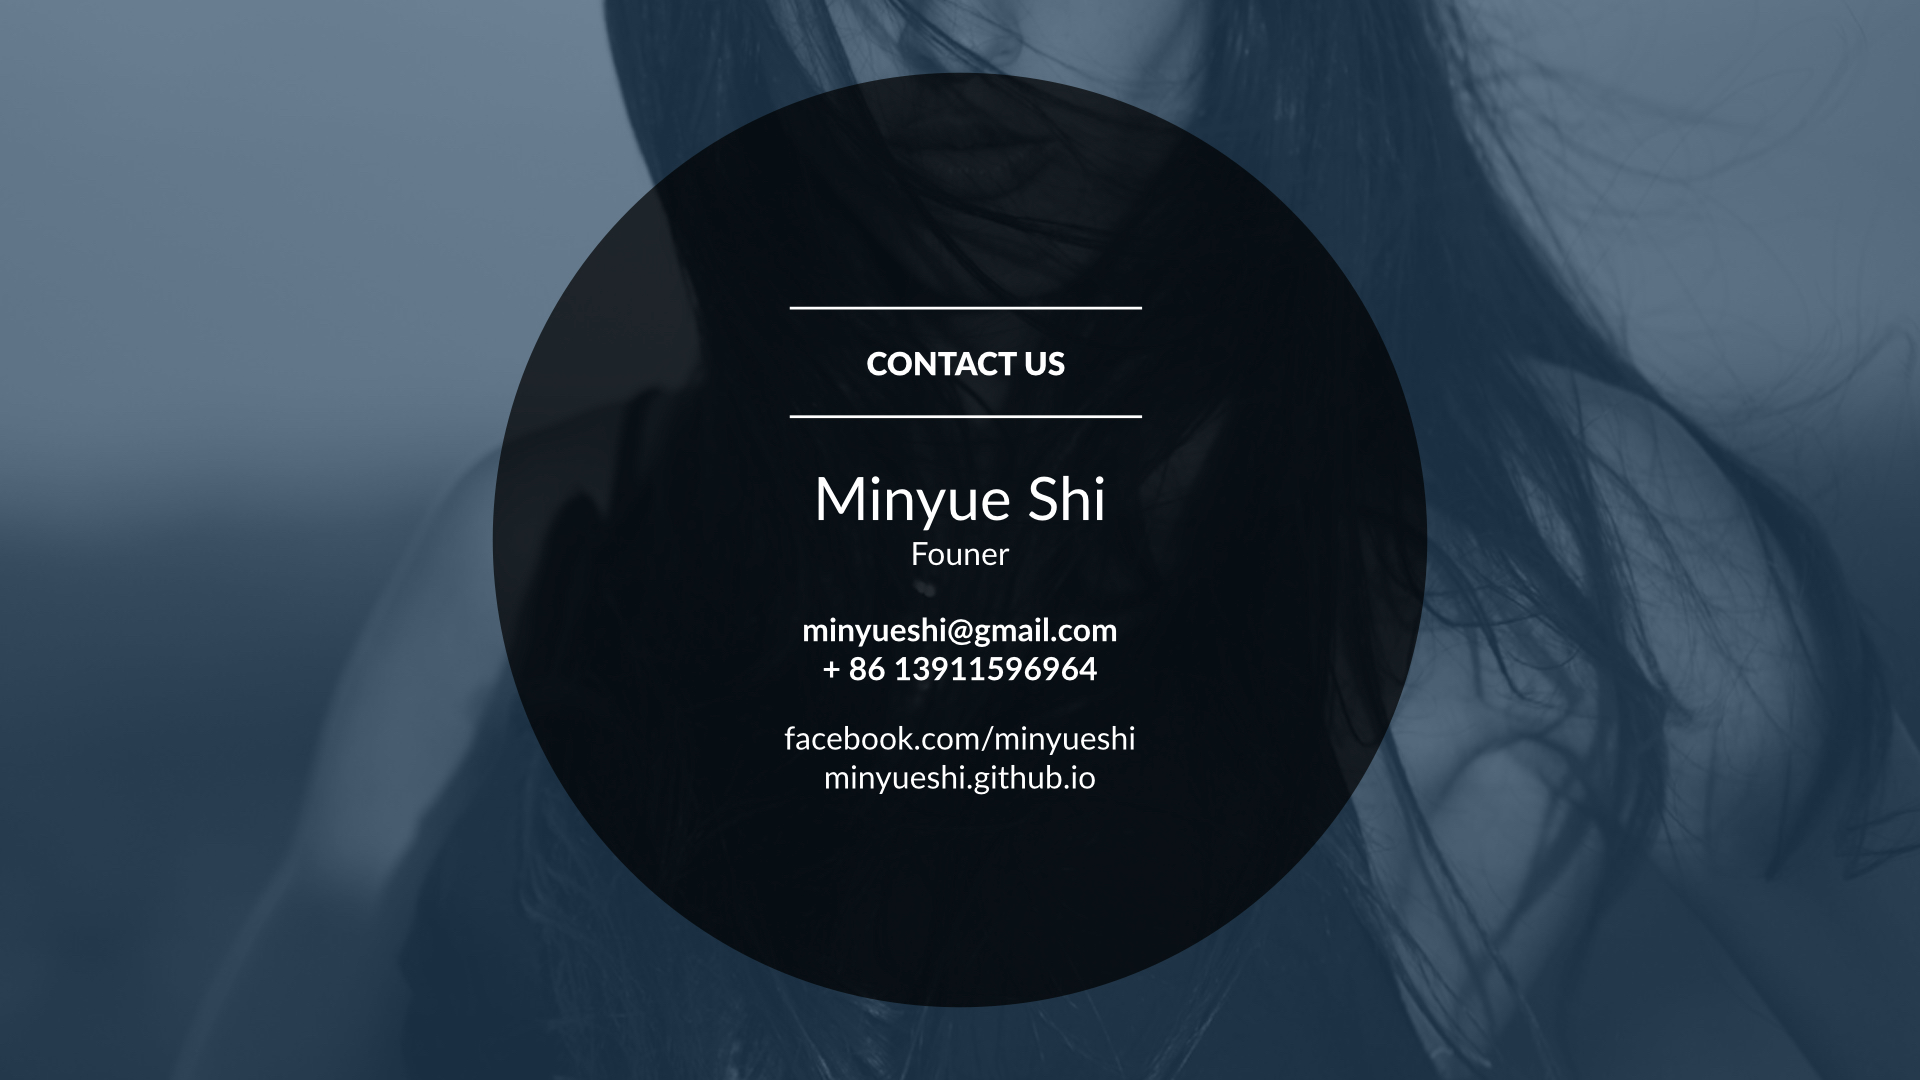 CONTACT US
Minyue Shi
Founer
minyueshi@gmail.com
+ 86 13911596964
facebook.com/minyueshi
minyueshi.github.io